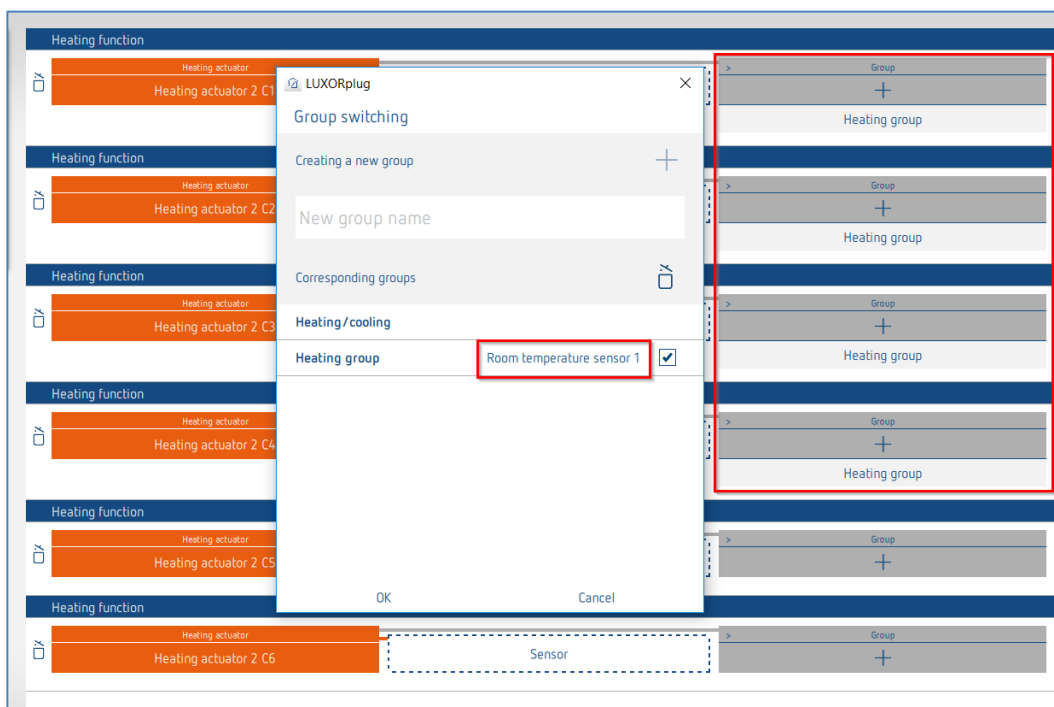 Heating function
Heating actuator
Heating actuator 2 C1
> Group
+
Heating group
Heating function
Heating actuator
Heating actuator 2 C2
> Group
+
Heating group
Heating function
Heating actuator
Heating actuator 2 C3
> Group
+
Heating group
Heating function
Heating actuator
Heating actuator 2 C4
> Group
+
Heating group
Heating function
Heating actuator
Heating actuator 2 C5
> Group
+
Heating function
Heating actuator
Heating actuator 2 C6
Sensor
> Group
+
LUXORplug
Group switching
Creating a new group
New group name
Corresponding groups
Heating/cooling
Heating group Room temperature sensor 1
OK Cancel